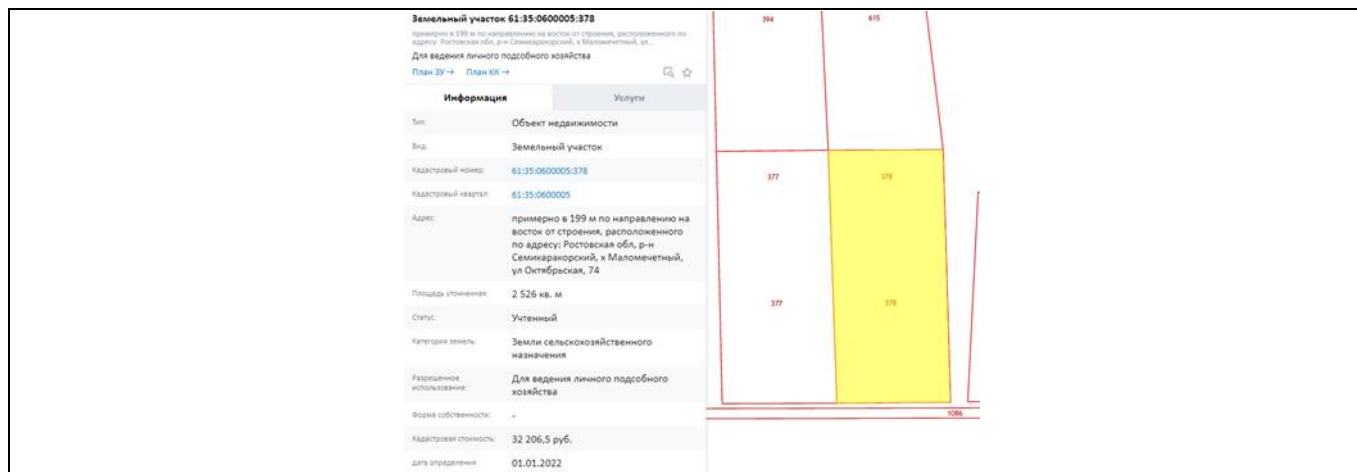 Земельный участок 61:35:0600005:378
примерно в 199 м по направлению на восток от строения, расположенного по
адресу: Ростовская обл, р-н Семикаракорский, х Маломечетный, ул...
Для ведения личного подсобного хозяйства
План ЗУ → План КК →
Информация Услуги
Тип: Объект недвижимости
Вид: Земельный участок
Кадастровый номер: 61:35:0600005:378
Кадастровый квартал: 61:35:0600005
Адрес: примерно в 199 м по направлению на
восток от строения, расположенного
по адресу: Ростовская обл, р-н
Семикаракорский, х Маломечетный,
ул Октябрьская, 74
Площадь уточненная: 2 526 кв. м
Статус: Учтенный
Категория земель: Земли сельскохозяйственного
назначения
Разрешенное использование: Для ведения личного подсобного
хозяйства
Форма собственности: -
Кадастровая стоимость: 32 206,5 руб.
дата определения: 01.01.2022
394 615
377 378
377 378
1086